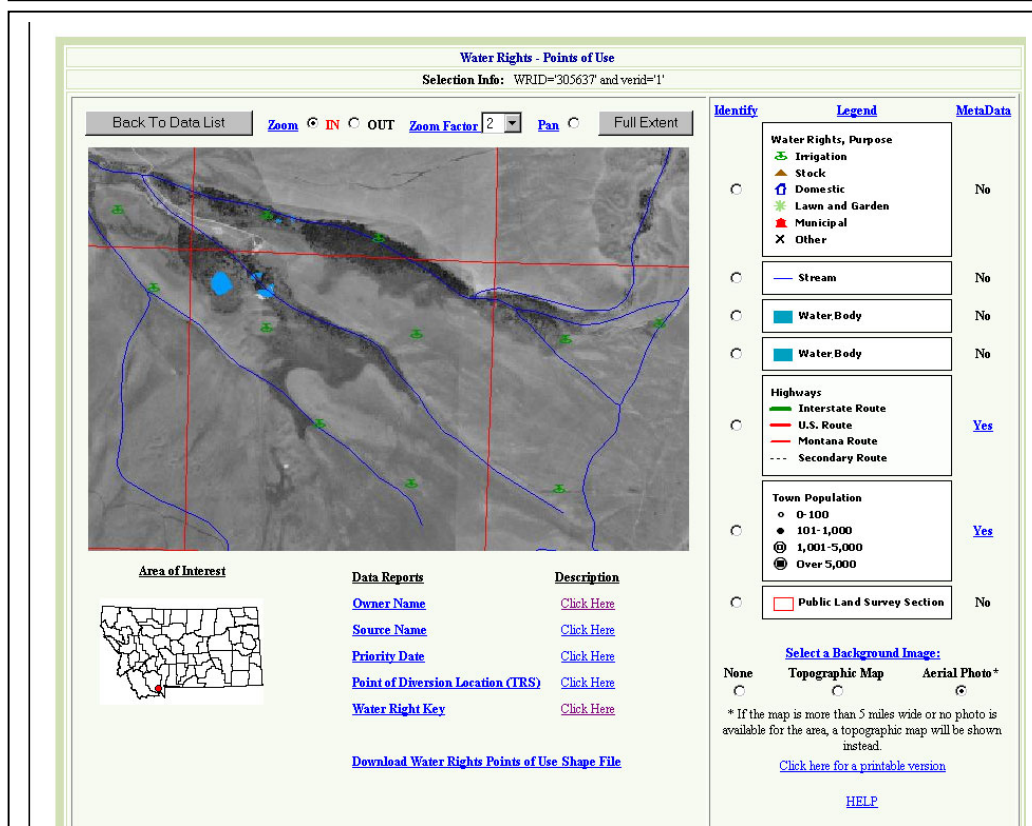 Water Rights - Points of Use
Selection Info: WRID='305637' and verid='1'
Back To Data List Zoom IN OUT Zoom Factor 2 Pan Full Extent
Identify Legend MetaData
Water Rights, Purpose
Irrigation
Stock
Domestic
Lawn and Garden
Municipal
Other
No
Stream No
Water Body No
Water Body No
Highways
Interstate Route
U.S. Route
Montana Route
Secondary Route
Yes
Town Population
0-100
101-1,000
1,001-5,000
Over 5,000
Yes
Public Land Survey Section No
Area of Interest
Data Reports Description
Owner Name Click Here
Source Name Click Here
Priority Date Click Here
Point of Diversion Location (TRS) Click Here
Water Right Key Click Here
Download Water Rights Points of Use Shape File
Select a Background Image:
None Topographic Map Aerial Photo*
* If the map is more than 5 miles wide or no photo is
available for the area, a topographic map will be shown
instead.
Click here for a printable version
HELP